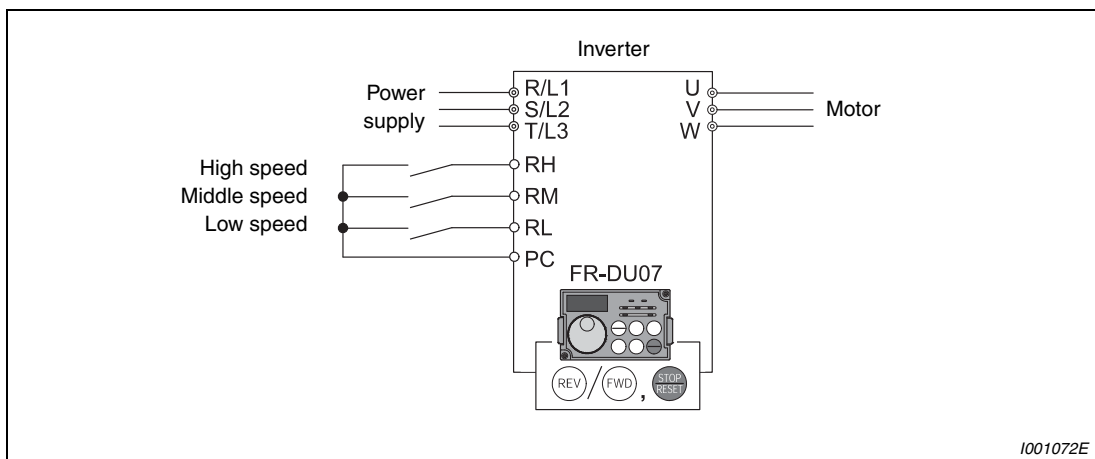 Inverter
Power
supply
R/L1
S/L2
T/L3
U
V
W
Motor
High speed
Middle speed
Low speed
RH
RM
RL
PC
FR-DU07
REV / FWD , STOP
RESET
I001072E